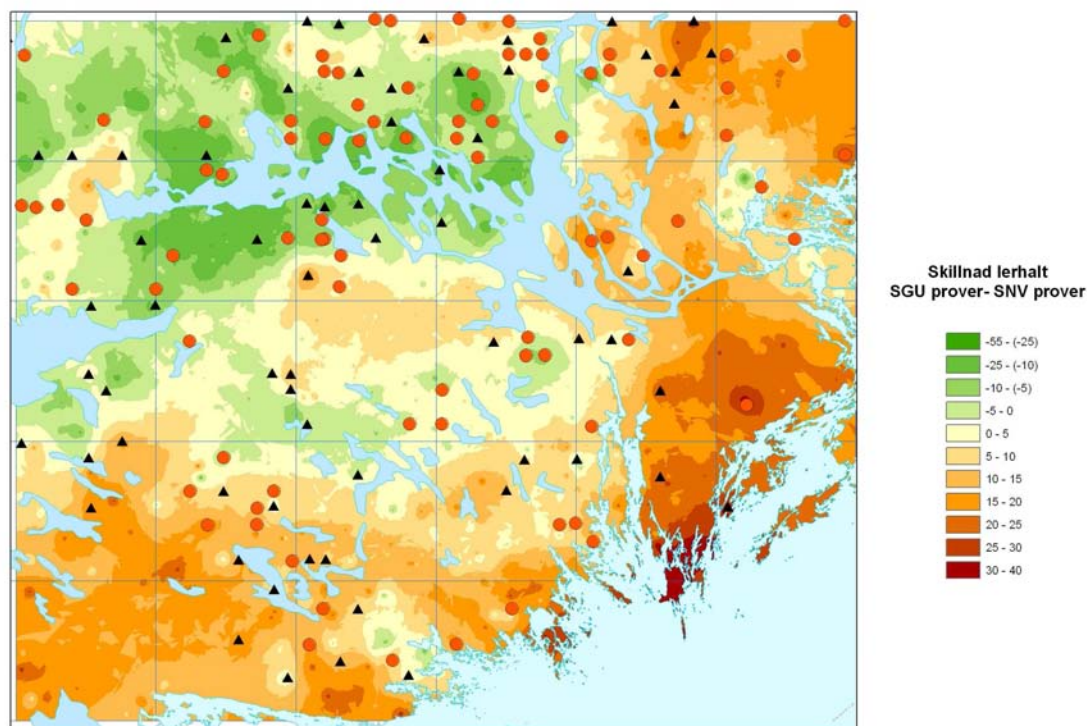 Skillnad lerhalt
SGU prover- SNV prover
-55 - (-25)
-25 - (-10)
-10 - (-5)
-5 - 0
0 - 5
5 - 10
10 - 15
15 - 20
20 - 25
25 - 30
30 - 40